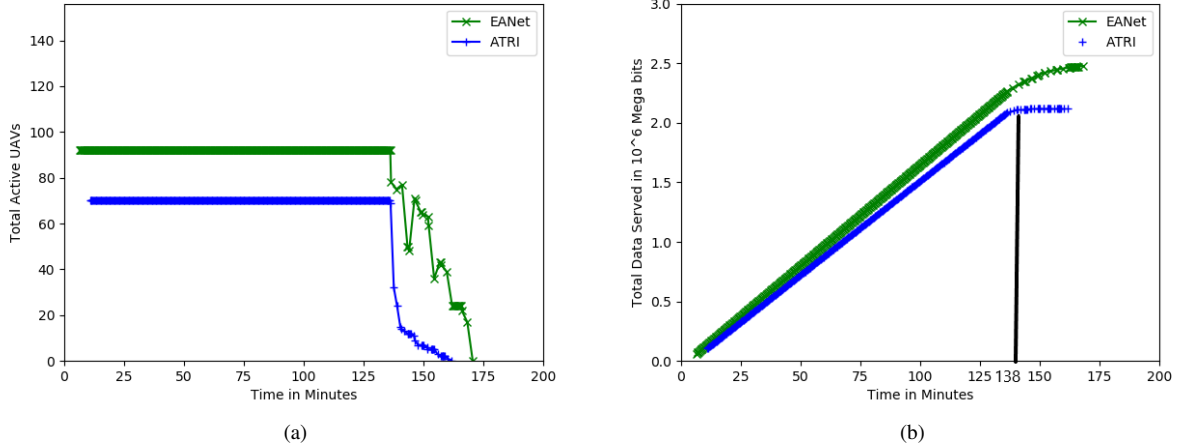 EANet
ATRI
Total Active UAVs
140
120
100
80
60
40
20
0
0 25 50 75 100 125 150 175 200
Time in Minutes
(a)
EANet
ATRI
Total Data Served in 10^6 Mega bits
3.0
2.5
2.0
1.5
1.0
0.5
0.0
0 25 50 75 100 125 138 150 175 200
Time in Minutes
(b)